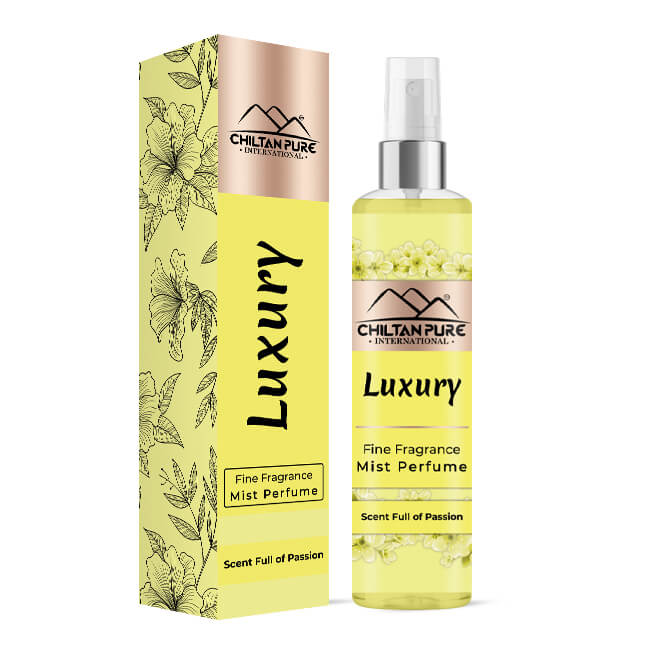 CHILTAN PURE
• INTERNATIONAL •
Luxury
Fine Fragrance
Mist Perfume
Scent Full of Passion
CHILTAN PURE
• INTERNATIONAL •
Luxury
Fine Fragrance
Mist Perfume
Scent Full of Passion